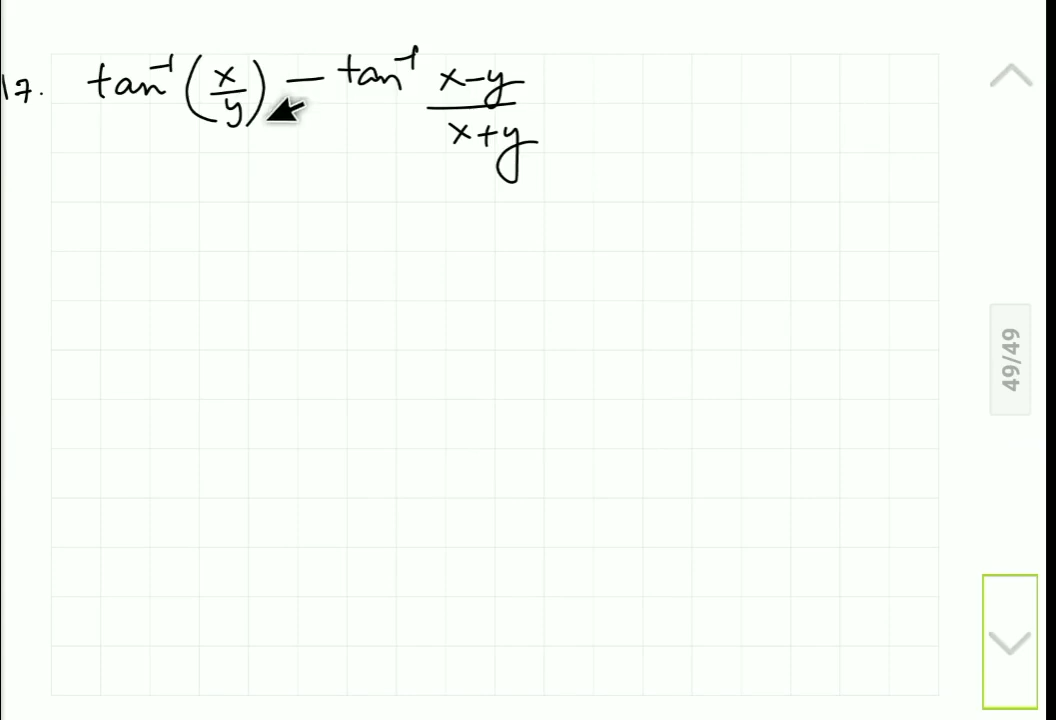 17. tan⁻¹ (x/y) − tan⁻¹ (x−y)/(x+y)
49/49